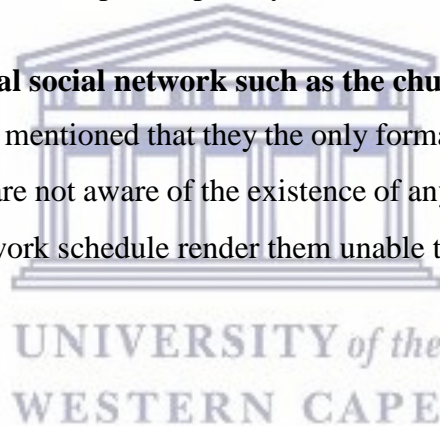 al social network such as the chu
mentioned that they the only forma
are not aware of the existence of any
work schedule render them unable t
UNIVERSITY of the
WESTERN CAPE